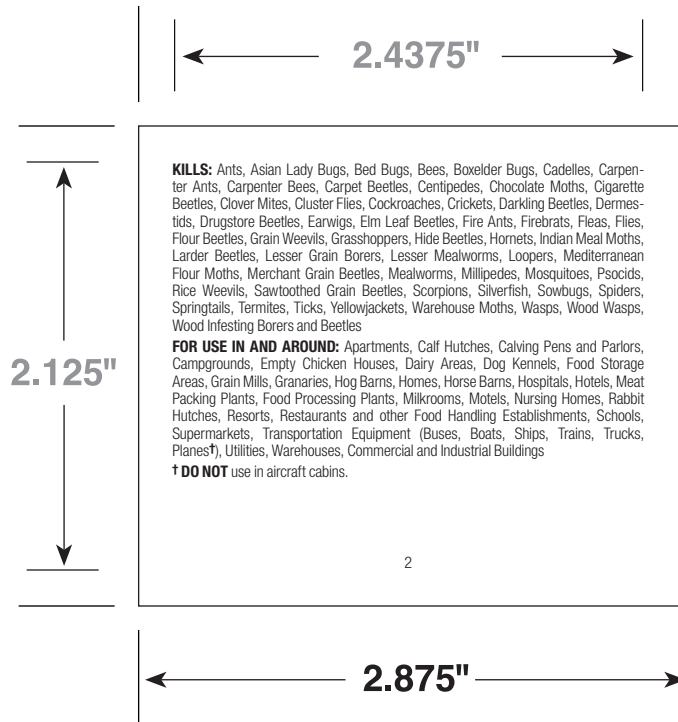 2.4375"
KILLS: Ants, Asian Lady Bugs, Bed Bugs, Bees, Boxelder Bugs, Cadelles, Carpen-
ter Ants, Carpenter Bees, Carpet Beetles, Centipedes, Chocolate Moths, Cigarette
Beetles, Clover Mites, Cluster Flies, Cockroaches, Crickets, Darkling Beetles, Dermes-
tids, Drugstore Beetles, Earwigs, Elm Leaf Beetles, Fire Ants, Firebrats, Fleas, Flies,
Flour Beetles, Grain Weevils, Grasshoppers, Hide Beetles, Hornets, Indian Meal Moths,
Larder Beetles, Lesser Grain Borers, Lesser Mealworms, Loopers, Mediterranean
Flour Moths, Merchant Grain Beetles, Mealworms, Millipedes, Mosquitoes, Psocids,
Rice Weevils, Sawtoothed Grain Beetles, Scorpions, Silverfish, Sowbugs, Spiders,
Springtails, Termites, Ticks, Yellowjackets, Warehouse Moths, Wasps, Wood Wasps,
Wood Infesting Borers and Beetles
FOR USE IN AND AROUND: Apartments, Calf Hutches, Calving Pens and Parlors,
Campgrounds, Empty Chicken Houses, Dairy Areas, Dog Kennels, Food Storage
Areas, Grain Mills, Granaries, Hog Barns, Homes, Horse Barns, Hospitals, Hotels, Meat
Packing Plants, Food Processing Plants, Milkrooms, Motels, Nursing Homes, Rabbit
Hutches, Resorts, Restaurants and other Food Handling Establishments, Schools,
Supermarkets, Transportation Equipment (Buses, Boats, Ships, Trains, Trucks,
Planes†), Utilities, Warehouses, Commercial and Industrial Buildings
† DO NOT use in aircraft cabins.
2.125"
2
2.875"